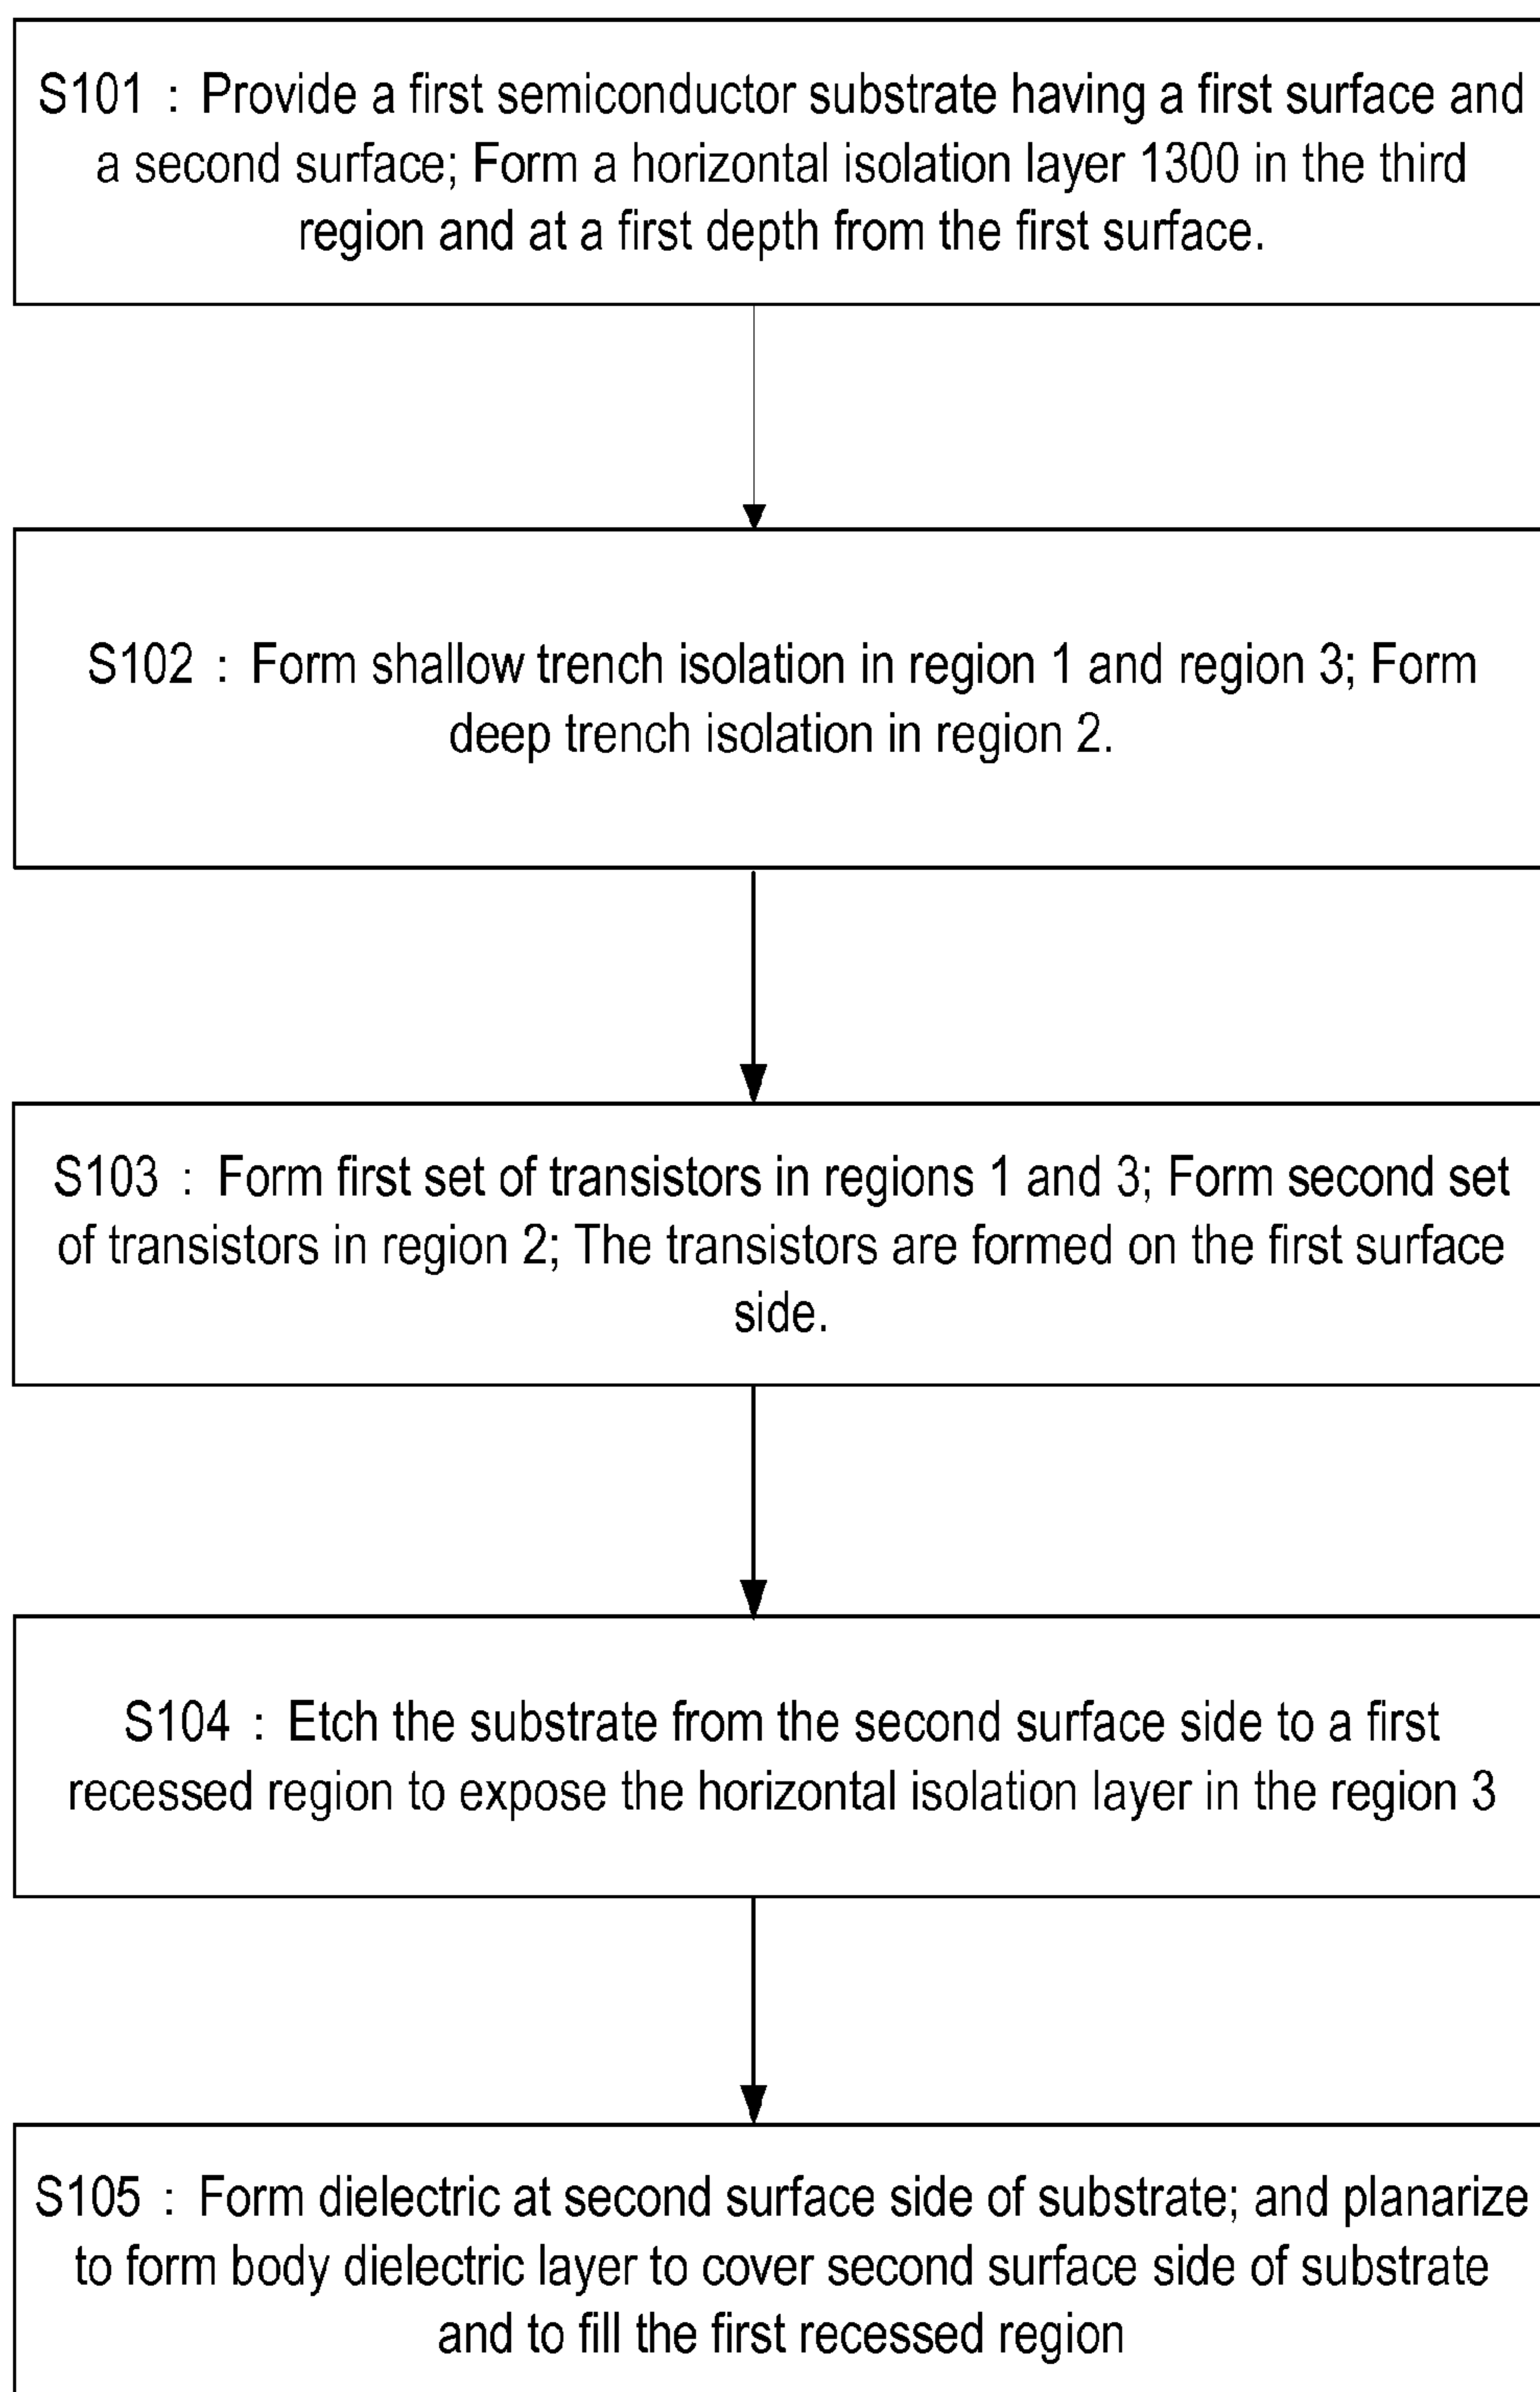 S101 : Provide a first semiconductor substrate having a first surface and
a second surface; Form a horizontal isolation layer 1300 in the third
region and at a first depth from the first surface.
S102 : Form shallow trench isolation in region 1 and region 3; Form
deep trench isolation in region 2.
S103 : Form first set of transistors in regions 1 and 3; Form second set
of transistors in region 2; The transistors are formed on the first surface
side.
S104 : Etch the substrate from the second surface side to a first
recessed region to expose the horizontal isolation layer in the region 3
S105 : Form dielectric at second surface side of substrate; and planarize
to form body dielectric layer to cover second surface side of substrate
and to fill the first recessed region